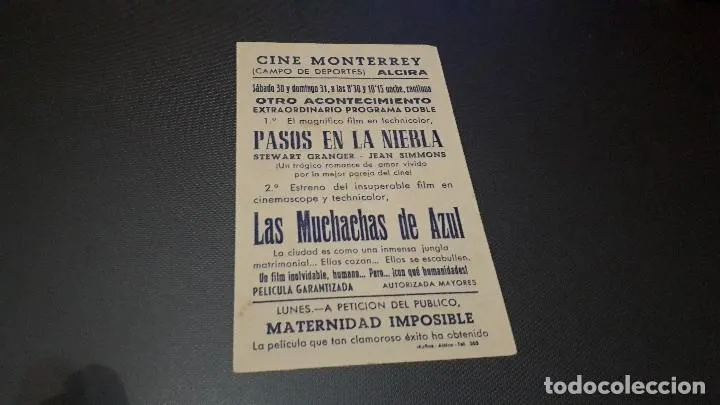 CINE MONTERREY
(CAMPO DE DEPORTES) ALCIRA
Sábado 30 y domingo 31, a las 8'30 y 10'15 noche, continua
OTRO ACONTECIMIENTO
EXTRAORDINARIO PROGRAMA DOBLE
1.º El magnífico film en technicolor,
PASOS EN LA NIEBLA
STEWART GRANGER - JEAN SIMMONS
¡Un trágico romance de amor vivido
por la mejor pareja del cine!
2.º Estreno del insuperable film en
cinemascope y technicolor,
Las Muchachas de Azul
La ciudad es como una inmensa jungla
matrimonial... Ellas cazan... Ellos se escabullen.
Un film inolvidable, humano... Pero... ¡con qué humanidades!
PELICULA GARANTIZADA AUTORIZADA MAYORES
LUNES.—A PETICION DEL PUBLICO,
MATERNIDAD IMPOSIBLE
La película que tan clamoroso éxito ha obtenido
todocoleccion
todocoleccion.net